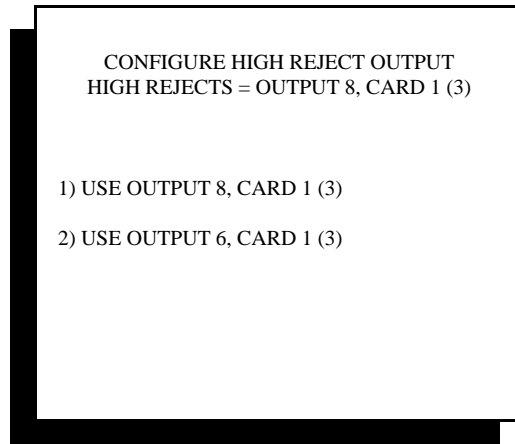 CONFIGURE HIGH REJECT OUTPUT
HIGH REJECTS = OUTPUT 8, CARD 1 (3)
1) USE OUTPUT 8, CARD 1 (3)
2) USE OUTPUT 6, CARD 1 (3)